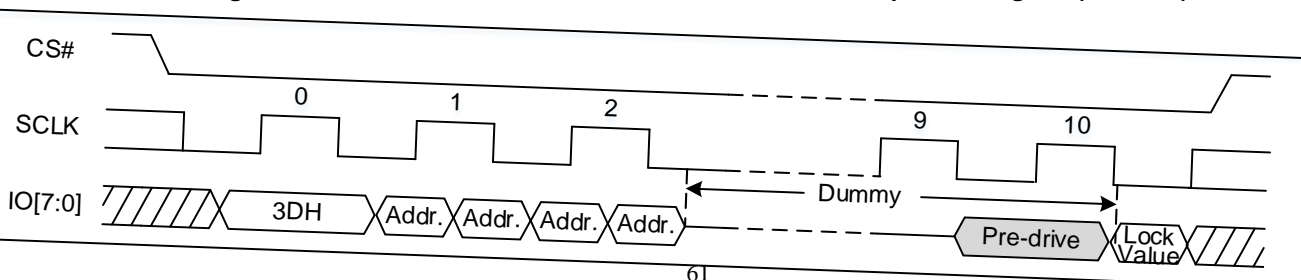 CS#
0 1 2 9 10
SCLK
Dummy
IO[7:0] 3DH Addr. Addr. Addr. Addr. Pre-drive Lock
Value
61